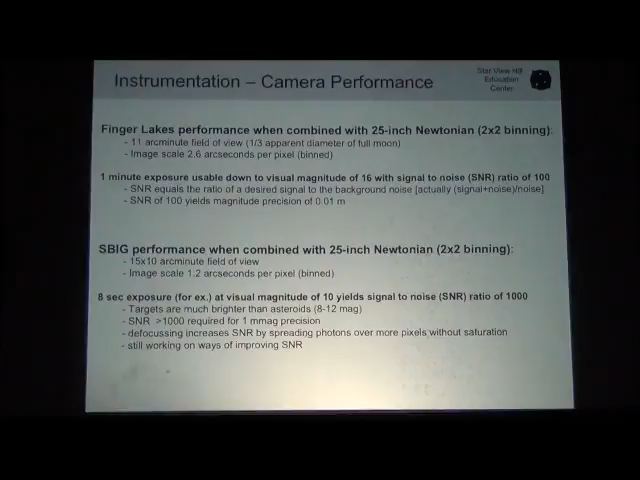 Instrumentation – Camera Performance
Star View Hill
Education
Center
Finger Lakes performance when combined with 25-inch Newtonian (2x2 binning):
- 11 arcminute field of view (1/3 apparent diameter of full moon)
- Image scale 2.6 arcseconds per pixel (binned)
1 minute exposure usable down to visual magnitude of 16 with signal to noise (SNR) ratio of 100
- SNR equals the ratio of a desired signal to the background noise [actually (signal+noise)/noise]
- SNR of 100 yields magnitude precision of 0.01 m
SBIG performance when combined with 25-inch Newtonian (2x2 binning):
- 15x10 arcminute field of view
- Image scale 1.2 arcseconds per pixel (binned)
8 sec exposure (for ex.) at visual magnitude of 10 yields signal to noise (SNR) ratio of 1000
- Targets are much brighter than asteroids (8-12 mag)
- SNR >1000 required for 1 mmag precision
- defocussing increases SNR by spreading photons over more pixels without saturation
- still working on ways of improving SNR